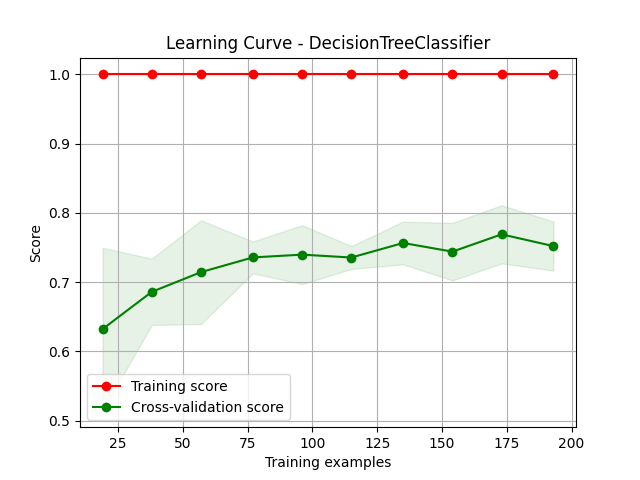 Learning Curve - DecisionTreeClassifier
1.0
0.9
0.8
0.7
0.6
0.5
Score
Training score
Cross-validation score
25 50 75 100 125 150 175 200
Training examples